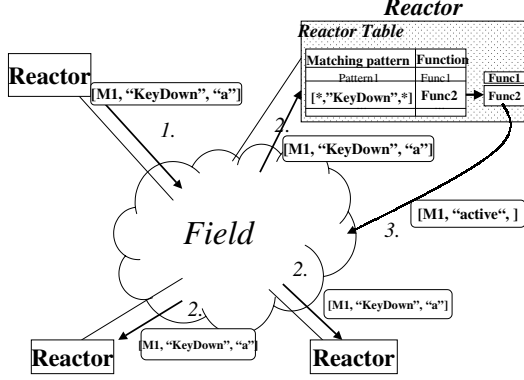 Reactor
Reactor Table
Matching pattern Function
Pattern1 Func1
[*,"KeyDown",*] Func2
Func1
Func2
Reactor
[M1, “KeyDown”, “a”]
1.
2.
[M1, “KeyDown”, “a”]
[M1, “active“, ]
3.
Field
2.
[M1, “KeyDown”, “a”]
2.
[M1, “KeyDown”, “a”]
Reactor
Reactor